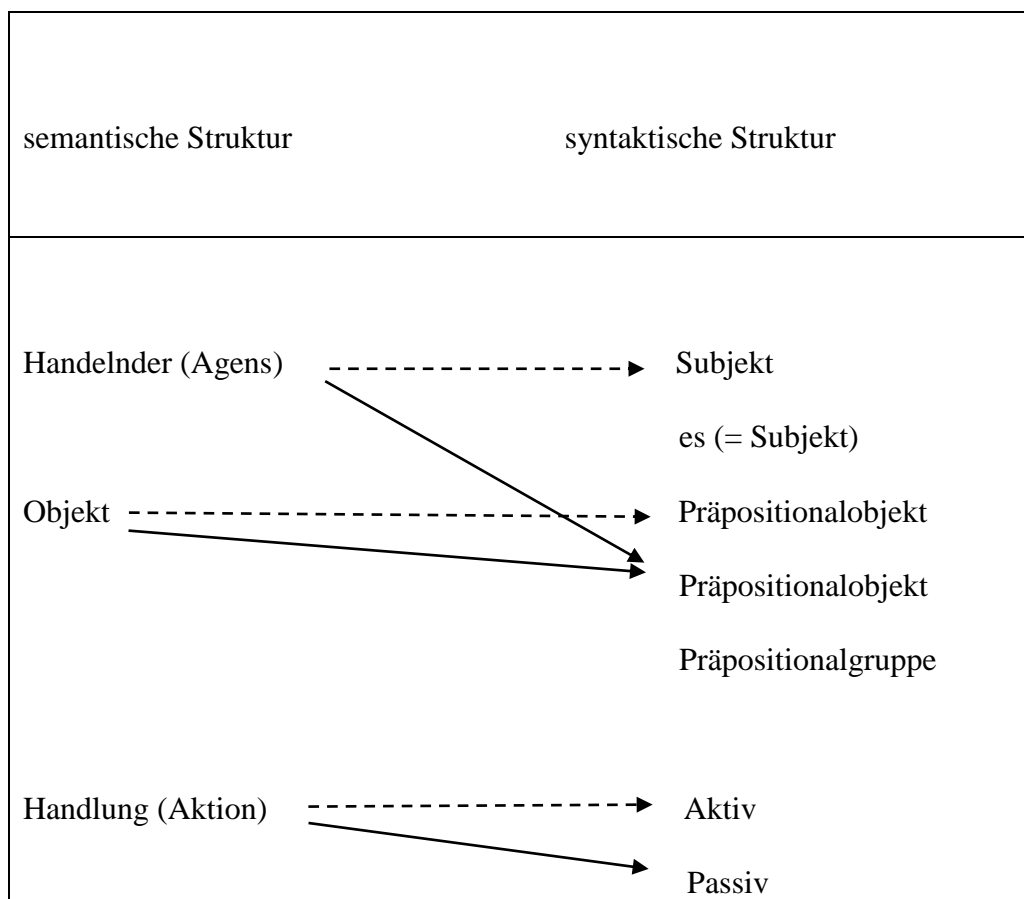 semantische Struktur syntaktische Struktur
Handelnder (Agens) Subjekt
es (= Subjekt)
Objekt Präpositionalobjekt
Präpositionalobjekt
Präpositionalgruppe
Handlung (Aktion) Aktiv
Passiv